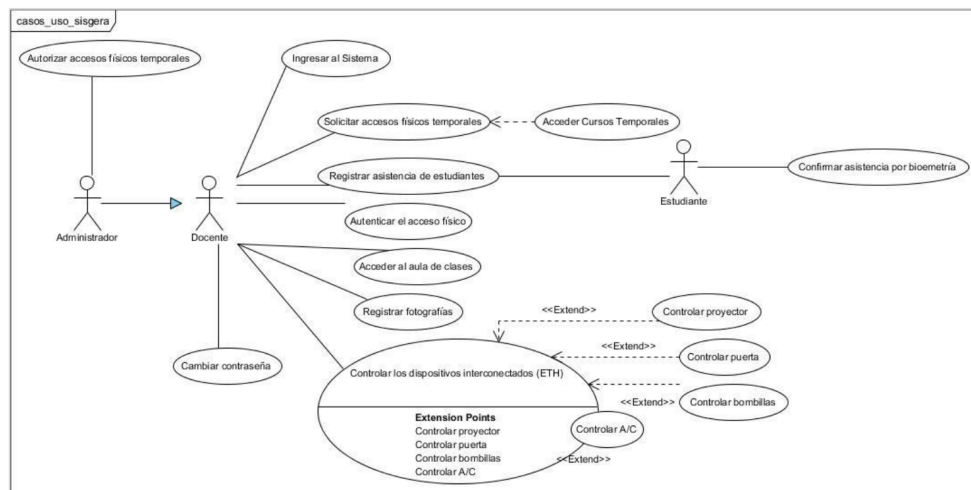 casos_uso_sisgera
Autorizar accesos físicos temporales
Ingresar al Sistema
Solicitar accesos físicos temporales
Acceder Cursos Temporales
Registrar asistencia de estudiantes
Estudiante
Confirmar asistencia por bioemetría
Administrador
Docente
Autenticar el acceso físico
Acceder al aula de clases
Registrar fotografías
Cambiar contraseña
<<Extend>>
Controlar proyector
<<Extend>>
Controlar puerta
<<Extend>>
Controlar bombillas
Controlar los dispositivos interconectados (ETH)
Extension Points
Controlar proyector
Controlar puerta
Controlar bombillas
Controlar A/C
Controlar A/C
<<Extend>>